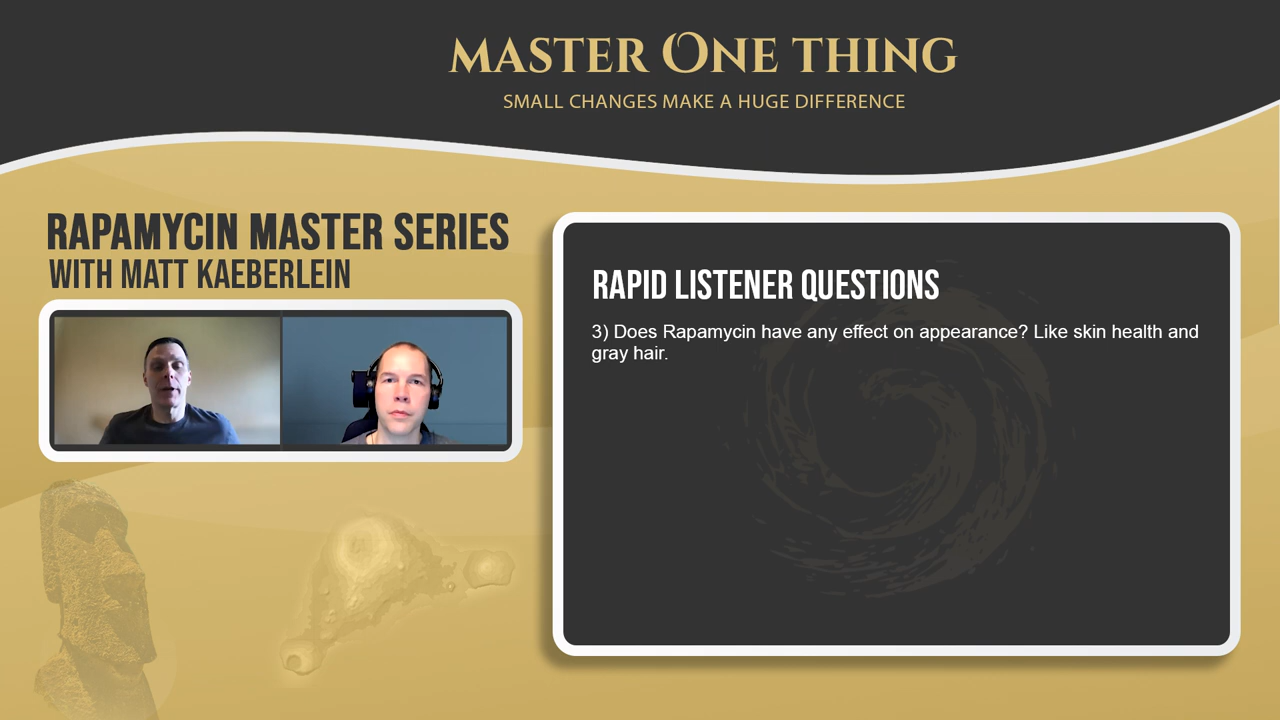 MASTER ONE THING
SMALL CHANGES MAKE A HUGE DIFFERENCE
RAPAMYCIN MASTER SERIES
WITH MATT KAEBERLEIN
RAPID LISTENER QUESTIONS
3) Does Rapamycin have any effect on appearance? Like skin health and
gray hair.